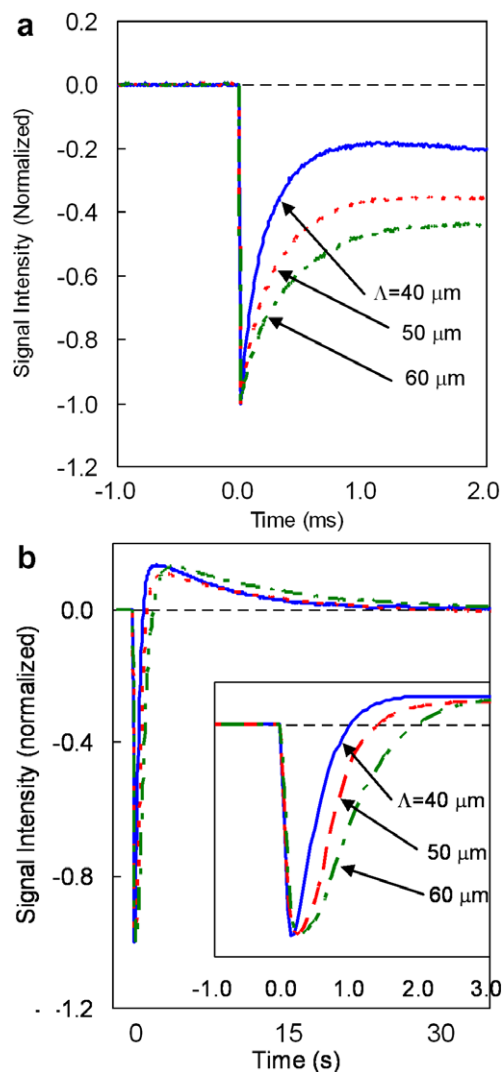 a
0.2
0.0
-0.2
-0.4
-0.6
-0.8
-1.0
-1.2
Signal Intensity (Normalized)
Λ=40 μm
50 μm
60 μm
-1.0 0.0 1.0 2.0
Time (ms)
b
0.0
-0.4
-0.8
-1.2
Signal Intensity (normalized)
Λ=40 μm
50 μm
60 μm
-1.0 0.0 1.0 2.0 3.0
0 15 30
Time (s)